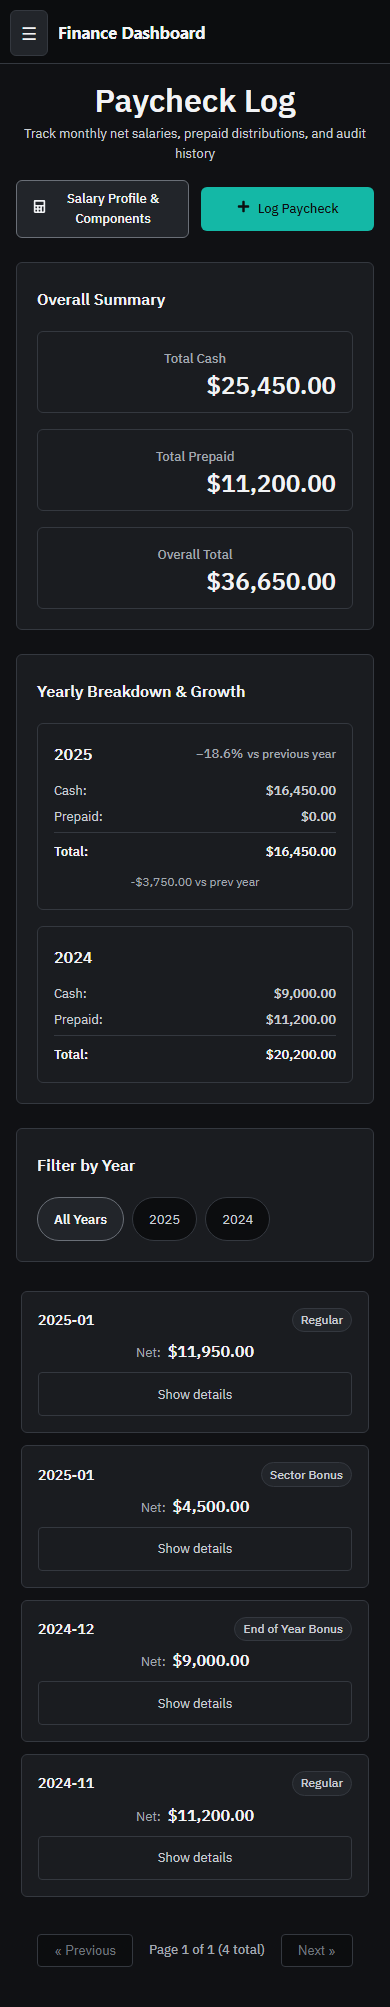 ☰ Finance Dashboard
Paycheck Log
Track monthly net salaries, prepaid distributions, and audit
history
Salary Profile &
Components
+ Log Paycheck
Overall Summary
Total Cash
$25,450.00
Total Prepaid
$11,200.00
Overall Total
$36,650.00
Yearly Breakdown & Growth
2025 −18.6% vs previous year
Cash: $16,450.00
Prepaid: $0.00
Total: $16,450.00
-$3,750.00 vs prev year
2024
Cash: $9,000.00
Prepaid: $11,200.00
Total: $20,200.00
Filter by Year
All Years 2025 2024
2025-01 Regular
Net: $11,950.00
Show details
2025-01 Sector Bonus
Net: $4,500.00
Show details
2024-12 End of Year Bonus
Net: $9,000.00
Show details
2024-11 Regular
Net: $11,200.00
Show details
« Previous Page 1 of 1 (4 total) Next »